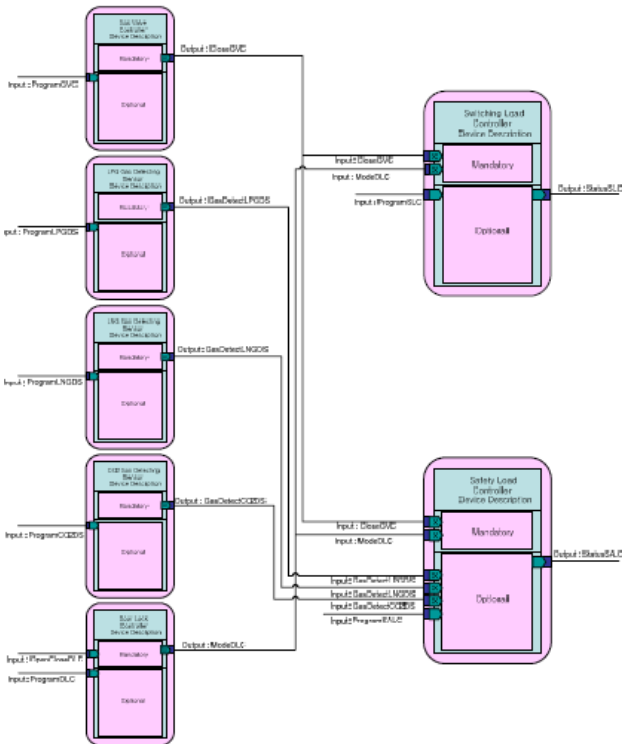 Gas Valve
Controller
Device Description
Mandatory
Optional
Input : ProgramGVC
Output : CloseGVC
LPG Gas Detecting
Sensor
Device Description
Mandatory
Optional
Input : ProgramLPGDS
Output : GasDetectLPGDS
LNG Gas Detecting
Sensor
Device Description
Mandatory
Optional
Input : ProgramLNGDS
Output : GasDetectLNGDS
CO2 Gas Detecting
Sensor
Device Description
Mandatory
Optional
Input : ProgramCO2DS
Output : GasDetectCO2DS
Door Lock
Controller
Device Description
Mandatory
Optional
Input : OpenCloseDLC
Input : ProgramDLC
Output : ModeDLC
Switching Load
Controller
Device Description
Mandatory
Optional
Input : CloseGVC
Input : ModeDLC
Input : ProgramSLC
Output : StatusSLC
Safety Load
Controller
Device Description
Mandatory
Optional
Input : CloseGVC
Input : ModeDLC
Input : GasDetectLNGDS
Input : GasDetectLNGDS
Input : GasDetectCO2DS
Input : ProgramSALC
Output : StatusSALC